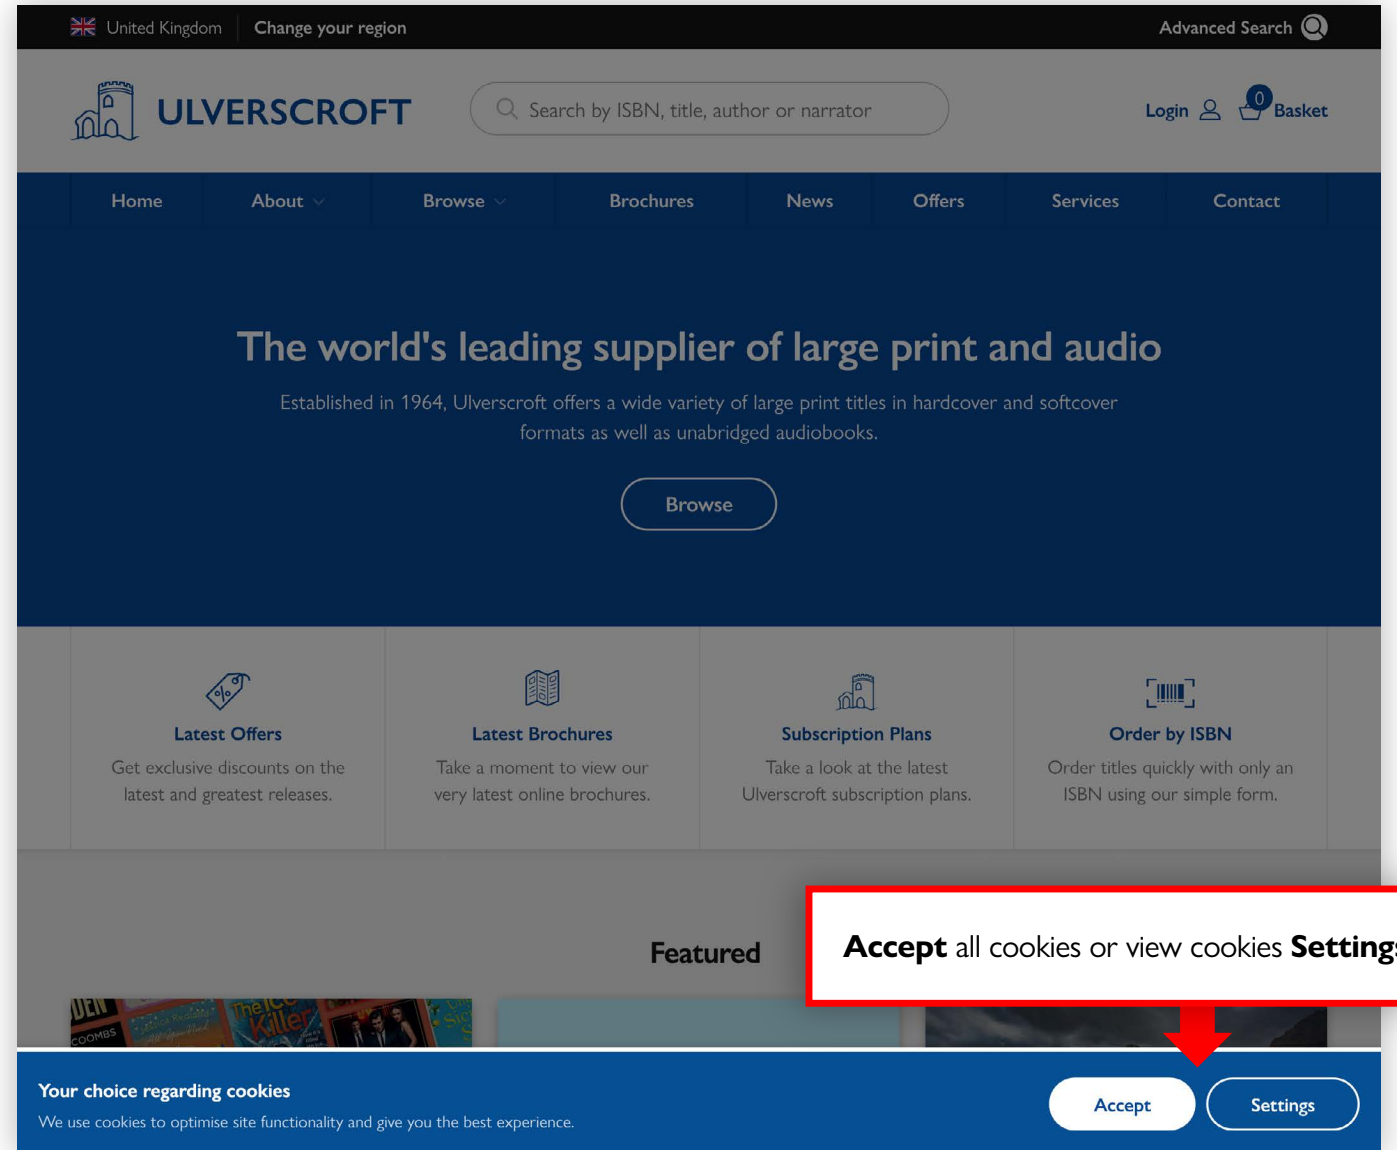 United Kingdom Change your region Advanced Search
ULVERSCROFT Search by ISBN, title, author or narrator Login 0 Basket
Home About Browse Brochures News Offers Services Contact
The world's leading supplier of large print and audio
Established in 1964, Ulverscroft offers a wide variety of large print titles in hardcover and softcover
formats as well as unabridged audiobooks.
Browse
Latest Offers
Get exclusive discounts on the
latest and greatest releases.
Latest Brochures
Take a moment to view our
very latest online brochures.
Subscription Plans
Take a look at the latest
Ulverscroft subscription plans.
Order by ISBN
Order titles quickly with only an
ISBN using our simple form.
Featured
Accept all cookies or view cookies Settings
DEN
COOMBS
The Ice
Killer
Your choice regarding cookies
We use cookies to optimise site functionality and give you the best experience.
Accept Settings